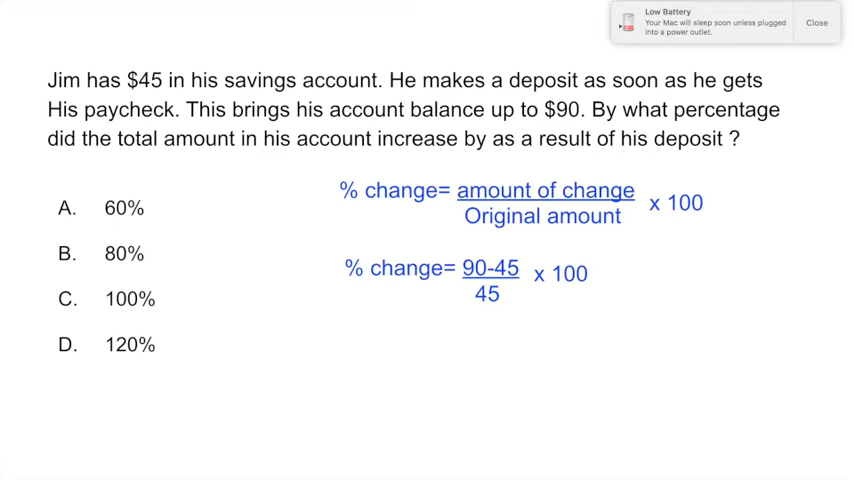 Low Battery
Your Mac will sleep soon unless plugged
into a power outlet.
Close
Jim has $45 in his savings account. He makes a deposit as soon as he gets
His paycheck. This brings his account balance up to $90. By what percentage
did the total amount in his account increase by as a result of his deposit ?
A. 60%
B. 80%
C. 100%
D. 120%
% change= amount of change
Original amount
x 100
% change= 90-45
45
x 100